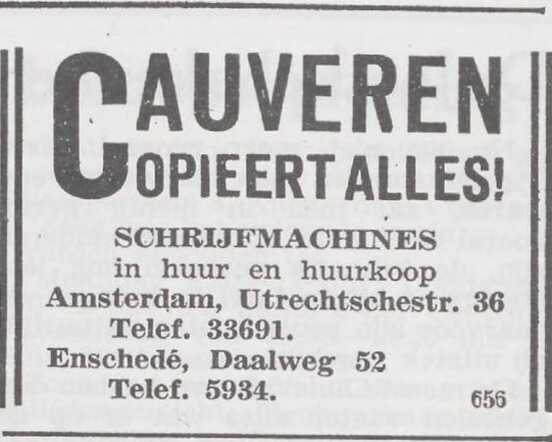 CAUVEREN
COPIEERT ALLES!
SCHRIJFMACHINES
in huur en huurkoop
Amsterdam, Utrechtschestr. 36
Telef. 33691.
Enschedé, Daalweg 52
Telef. 5934.
656